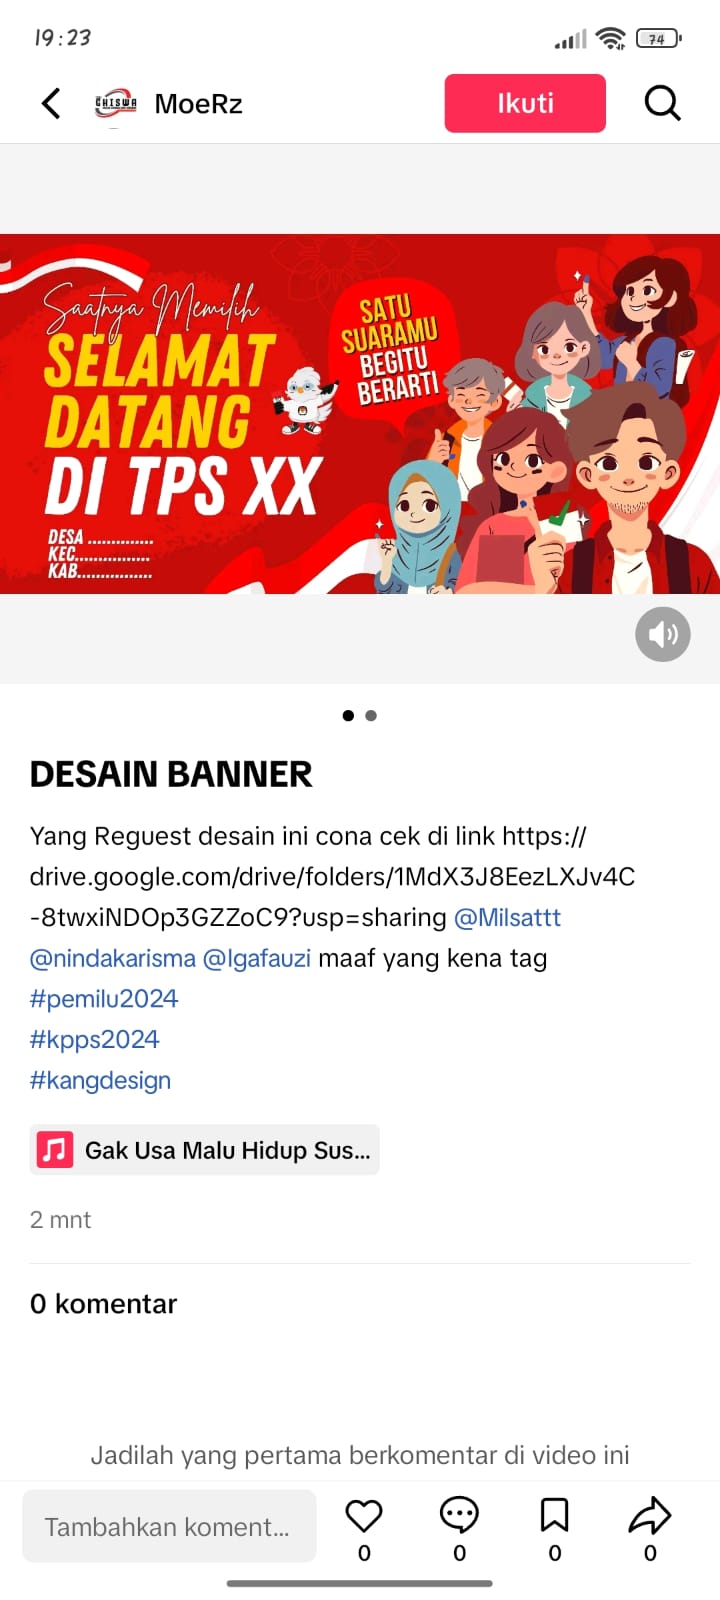 19:23
74
CHISWA
MoeRz
Ikuti
Saatnya Memilih
SELAMAT
DATANG
DI TPS XX
DESA ..............
KEC................
KAB................
SATU
SUARAMU
BEGITU
BERARTI
DESAIN BANNER
Yang Reguest desain ini cona cek di link https://
drive.google.com/drive/folders/1MdX3J8EezLXJv4C
-8twxiNDOp3GZZoC9?usp=sharing @Milsattt
@nindakarisma @lgafauzi maaf yang kena tag
#pemilu2024
#kpps2024
#kangdesign
Gak Usa Malu Hidup Sus...
2 mnt
0 komentar
Jadilah yang pertama berkomentar di video ini
Tambahkan koment...
0
0
0
0